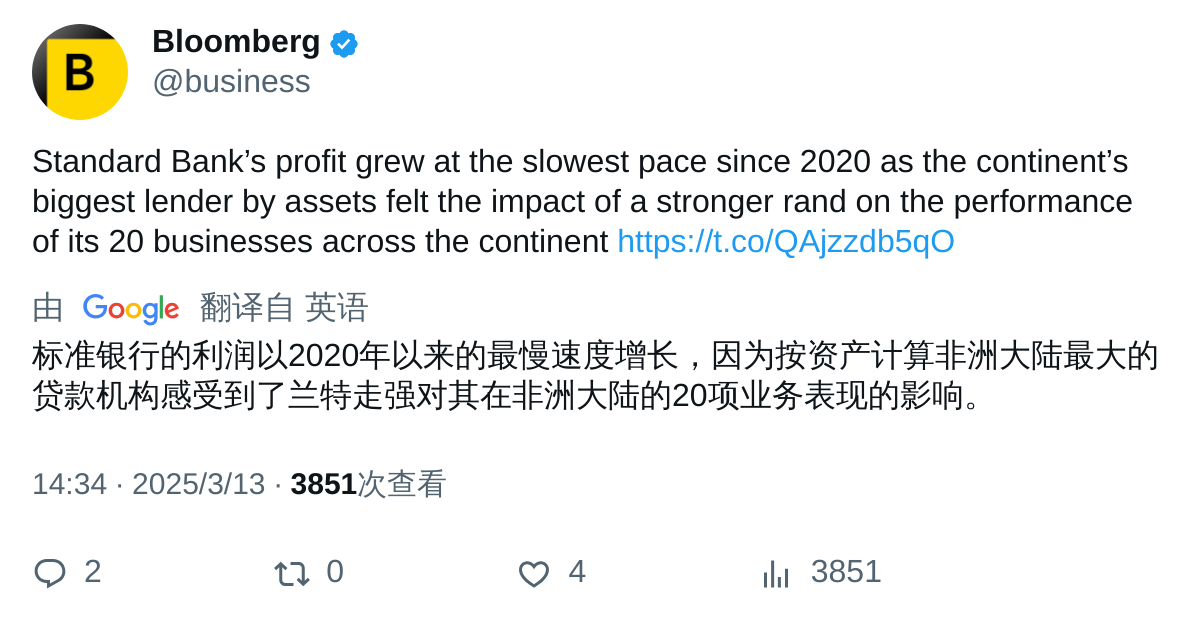 B
Bloomberg
@business
Standard Bank’s profit grew at the slowest pace since 2020 as the continent’s
biggest lender by assets felt the impact of a stronger rand on the performance
of its 20 businesses across the continent https://t.co/QAjzzdb5qO
由 Google 翻译自 英语
标准银行的利润以2020年以来的最慢速度增长，因为按资产计算非洲大陆最大的
贷款机构感受到了兰特走强对其在非洲大陆的20项业务表现的影响。
14:34 · 2025/3/13 · 3851次查看
2 0 4 3851